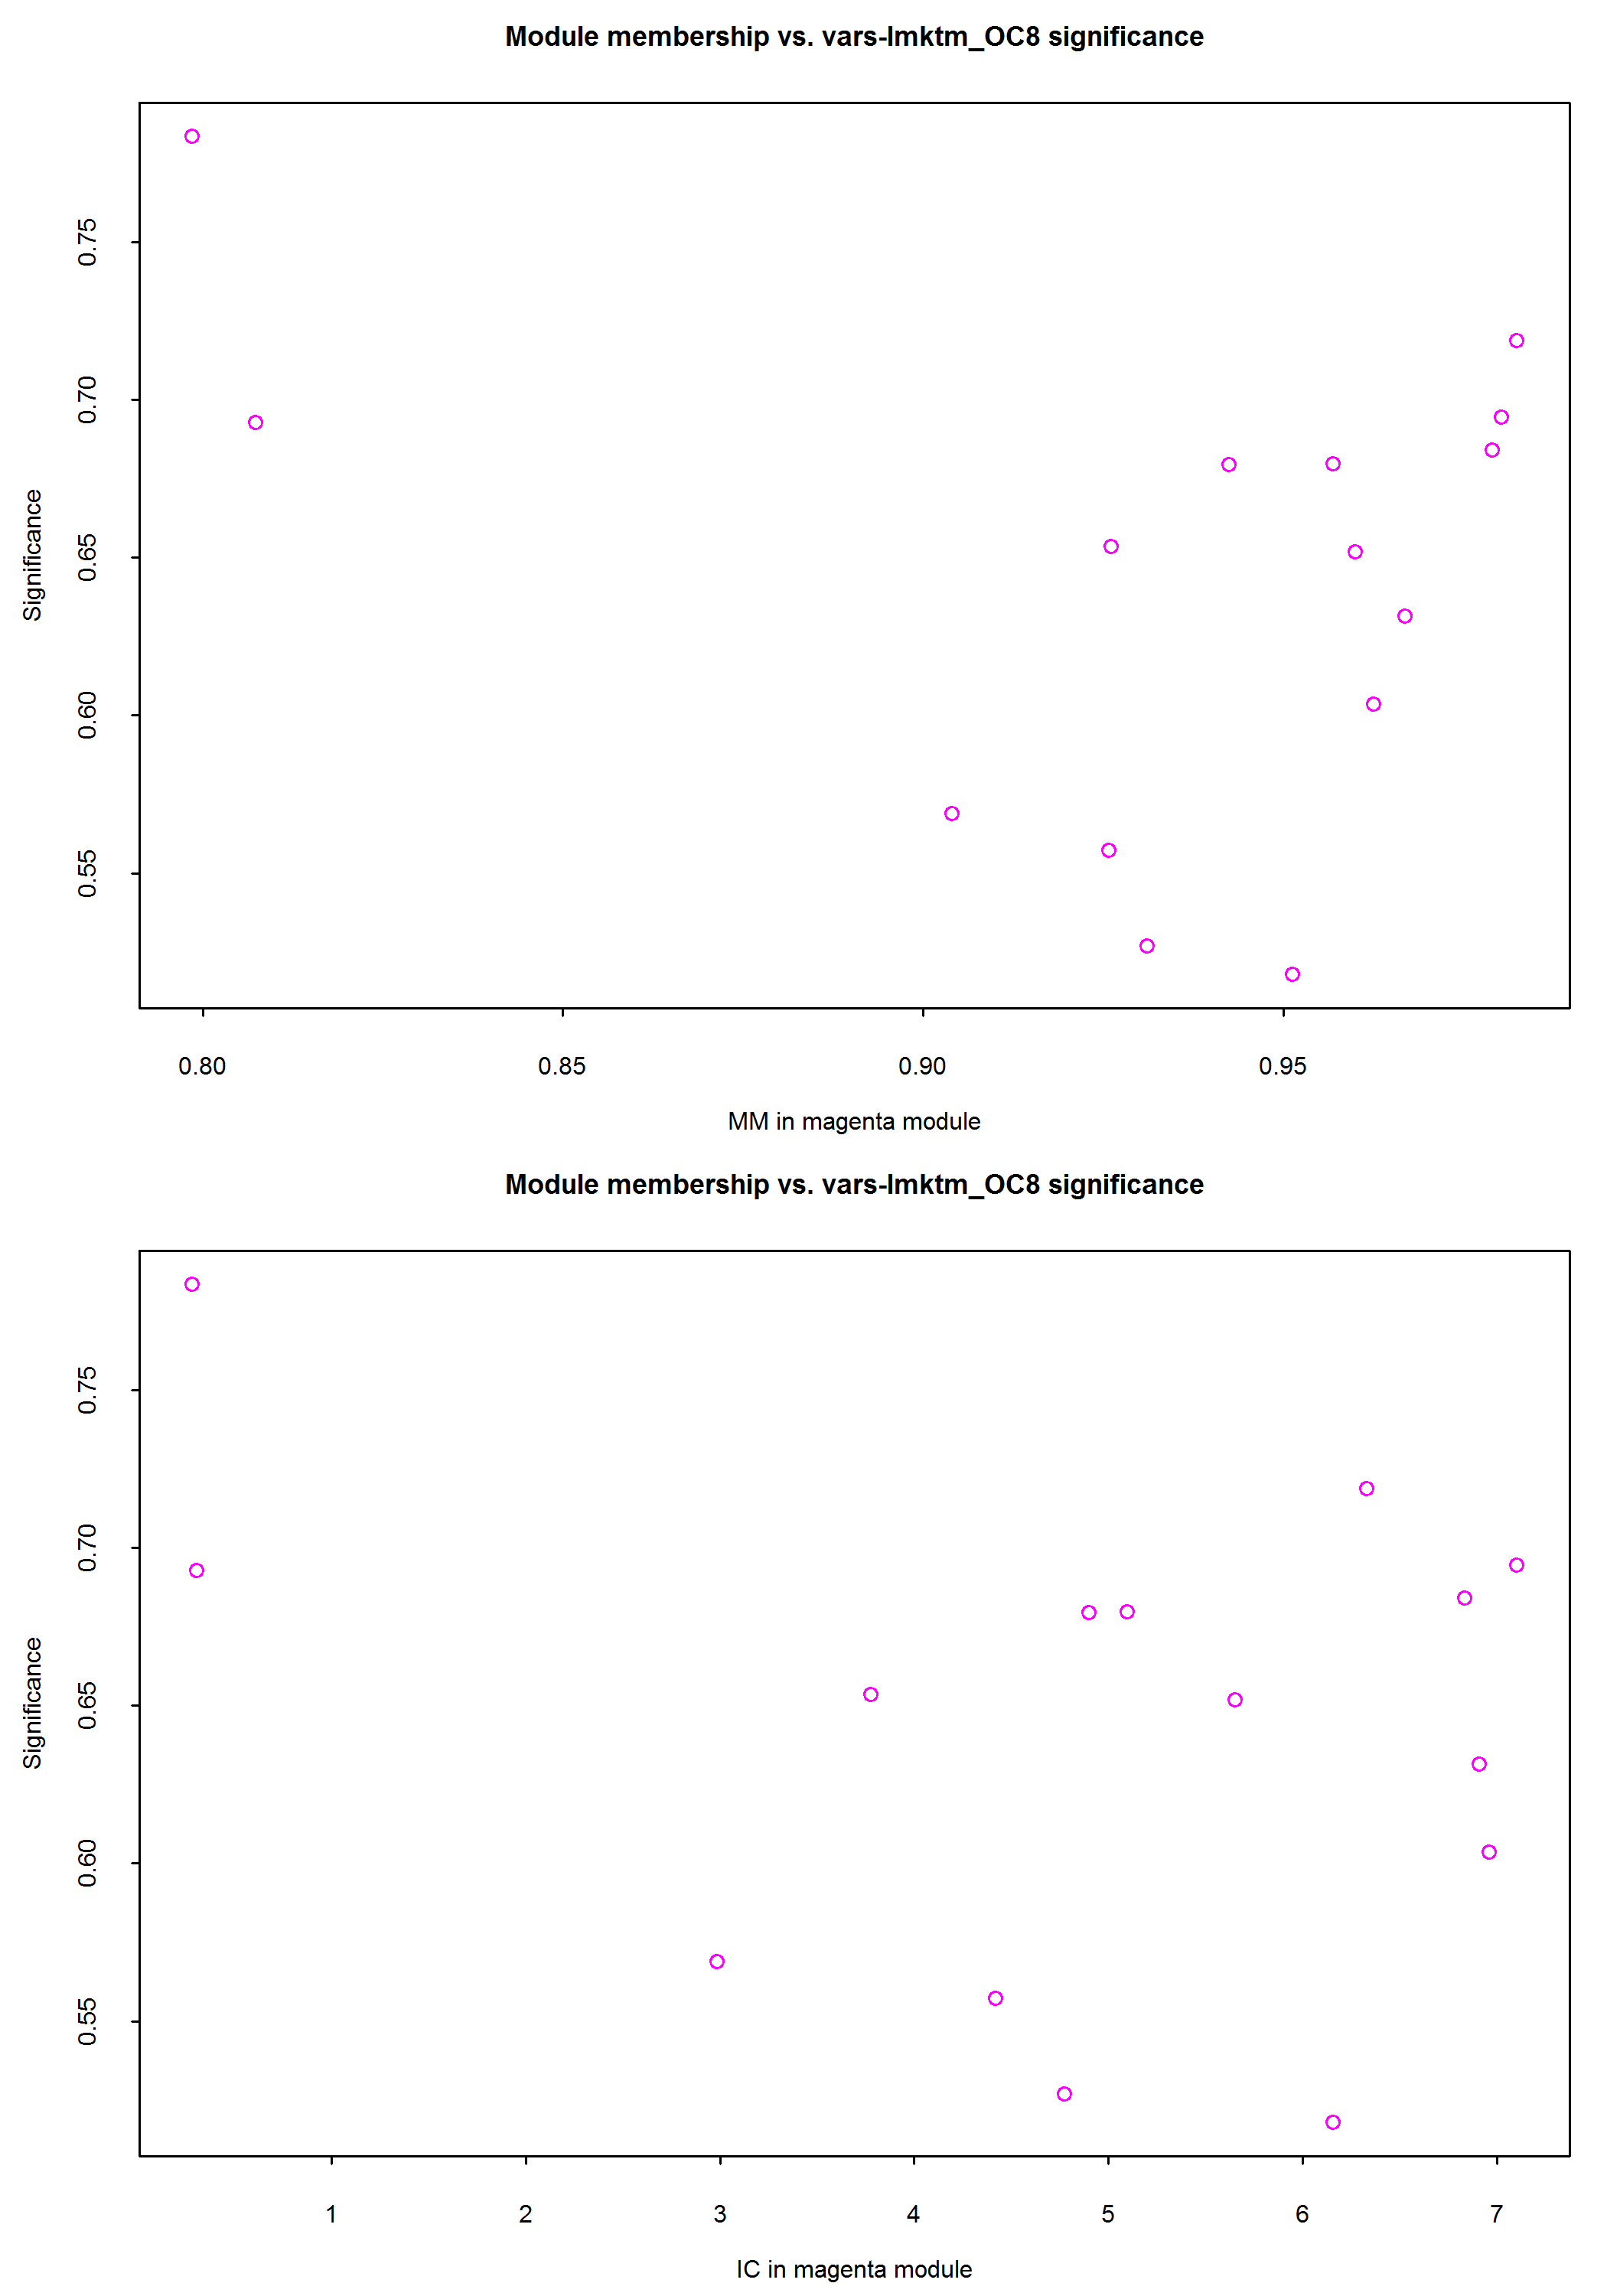 Module membership vs. vars-lmktm_OC8 significance
0.75
0.70
0.65
0.60
0.55
Significance
0.80 0.85 0.90 0.95
MM in magenta module
Module membership vs. vars-lmktm_OC8 significance
0.75
0.70
0.65
0.60
0.55
Significance
1 2 3 4 5 6 7
IC in magenta module